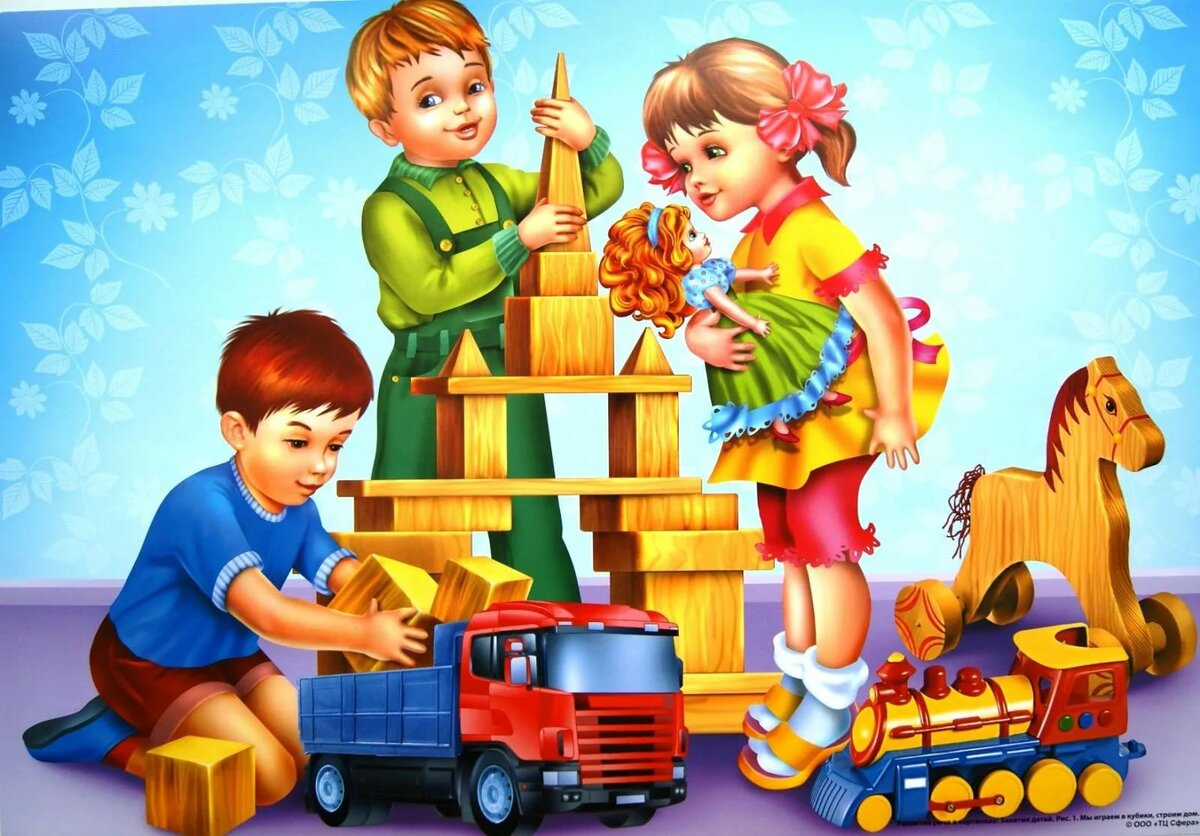 Развитие речи в картинках: Занятия детей. Рис. 1. Мы играем в кубики, строим дом.
© ООО «ТЦ Сфера»